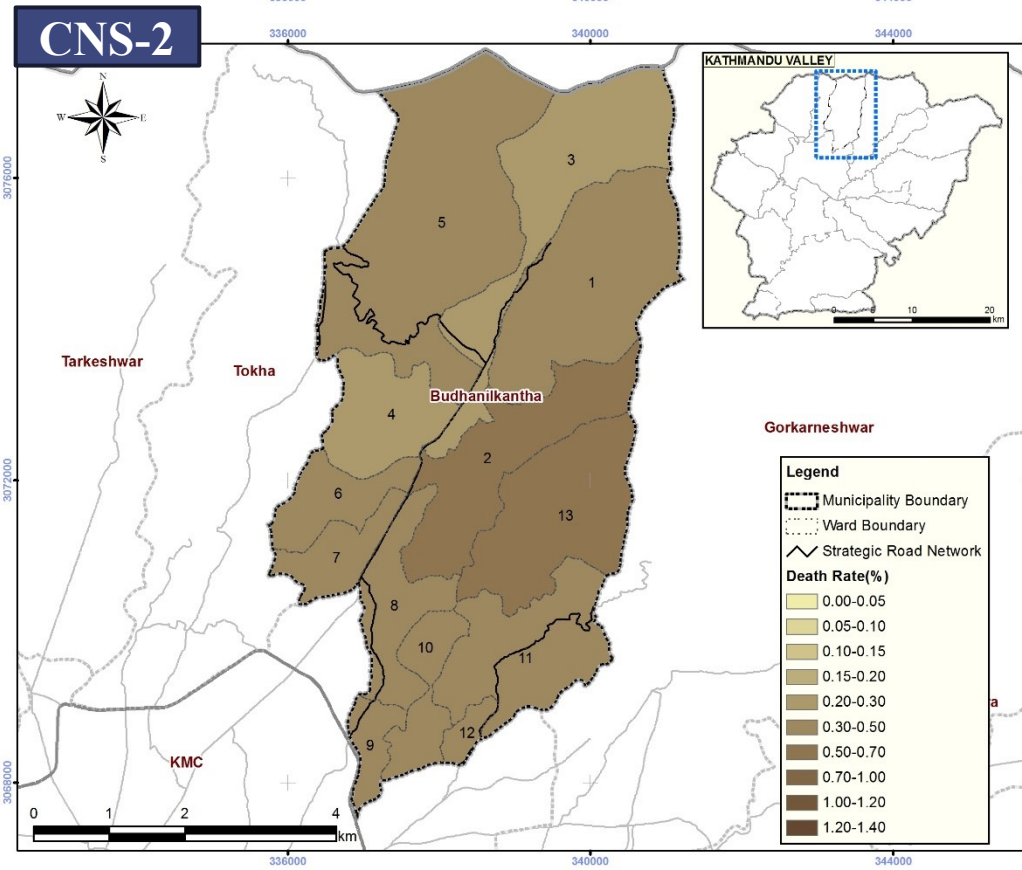 CNS-2
336000
340000
344000
N
W
E
S
KATHMANDU VALLEY
0
5
10
20
km
3076000
3
5
1
Tarkeshwar
Tokha
Budhanilkantha
4
Gorkarneshwar
2
3072000
6
13
7
8
10
11
12
9
a
KMC
3068000
Legend
Municipality Boundary
Ward Boundary
Strategic Road Network
Death Rate(%)
0.00-0.05
0.05-0.10
0.10-0.15
0.15-0.20
0.20-0.30
0.30-0.50
0.50-0.70
0.70-1.00
1.00-1.20
1.20-1.40
0
1
2
4
km
336000
340000
344000